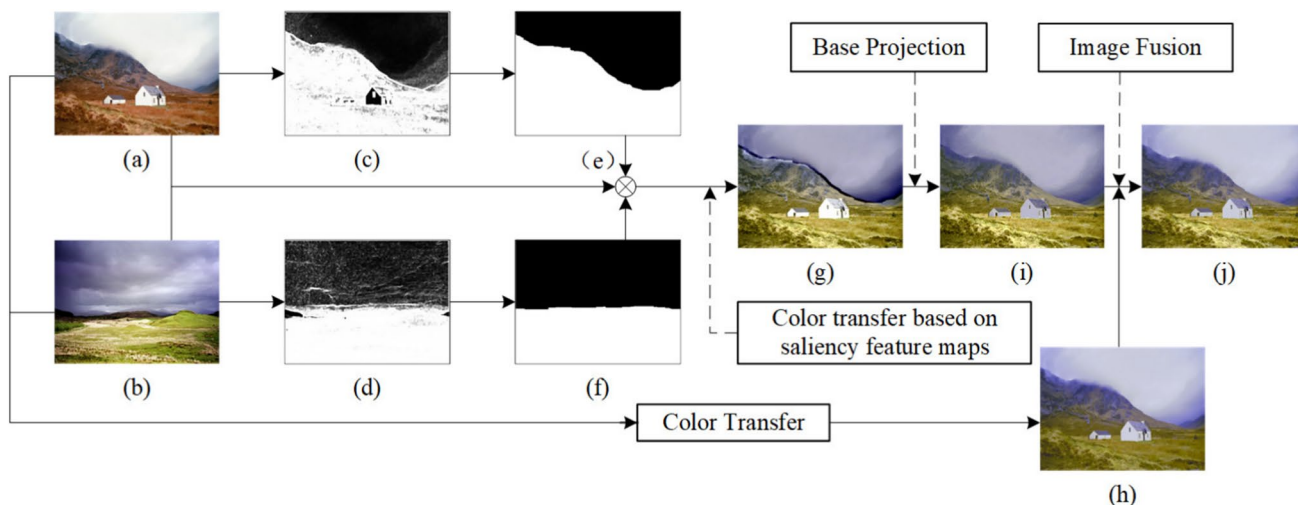 Base Projection
Image Fusion
(a)
(c)
(e)
(g)
(i)
(j)
Color transfer based on
saliency feature maps
(b)
(d)
(f)
Color Transfer
(h)